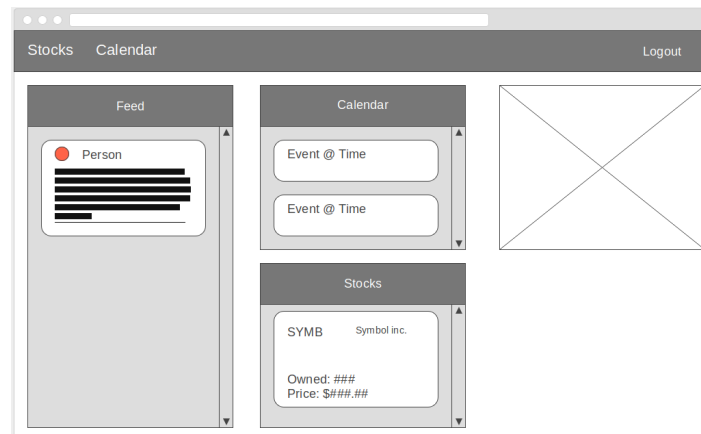 Stocks Calendar Logout
Feed
Person
Calendar
Event @ Time
Event @ Time
Stocks
SYMB Symbol inc.
Owned: ###
Price: $###.##